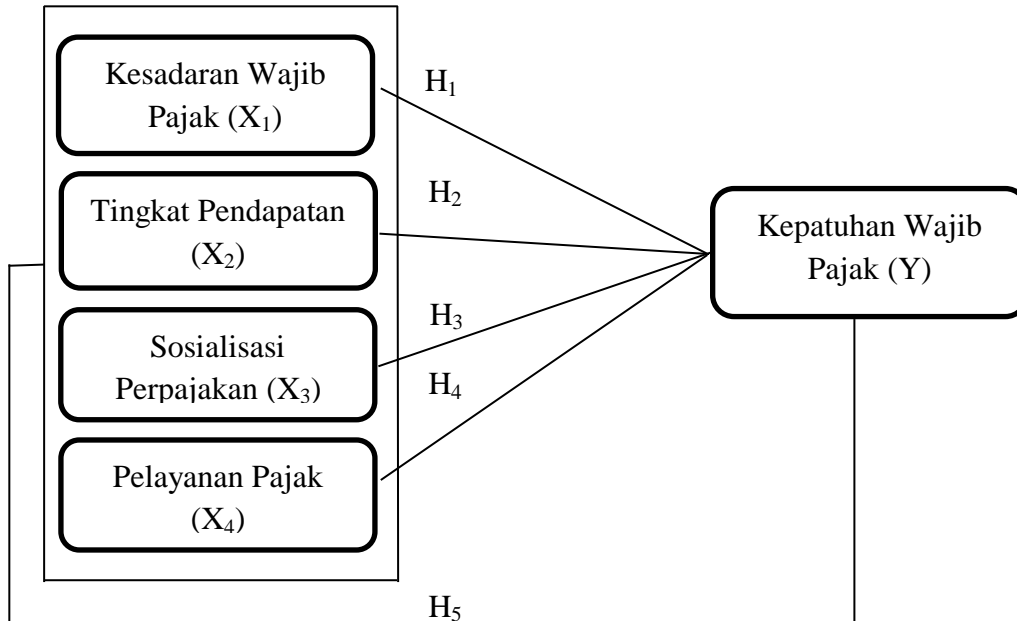 Kesadaran Wajib
Pajak (X₁)
H₁
Tingkat Pendapatan
(X₂)
H₂
Kepatuhan Wajib
Pajak (Y)
Sosialisasi
Perpajakan (X₃)
H₃
H₄
Pelayanan Pajak
(X₄)
H₅